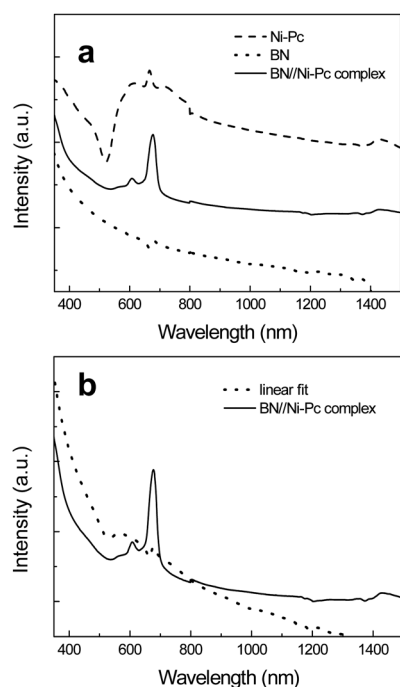 a
Ni-Pc
BN
BN//Ni-Pc complex
Intensity (a.u.)
400 600 800 1000 1200 1400
Wavelength (nm)
b
linear fit
BN//Ni-Pc complex
Intensity (a.u.)
400 600 800 1000 1200 1400
Wavelength (nm)